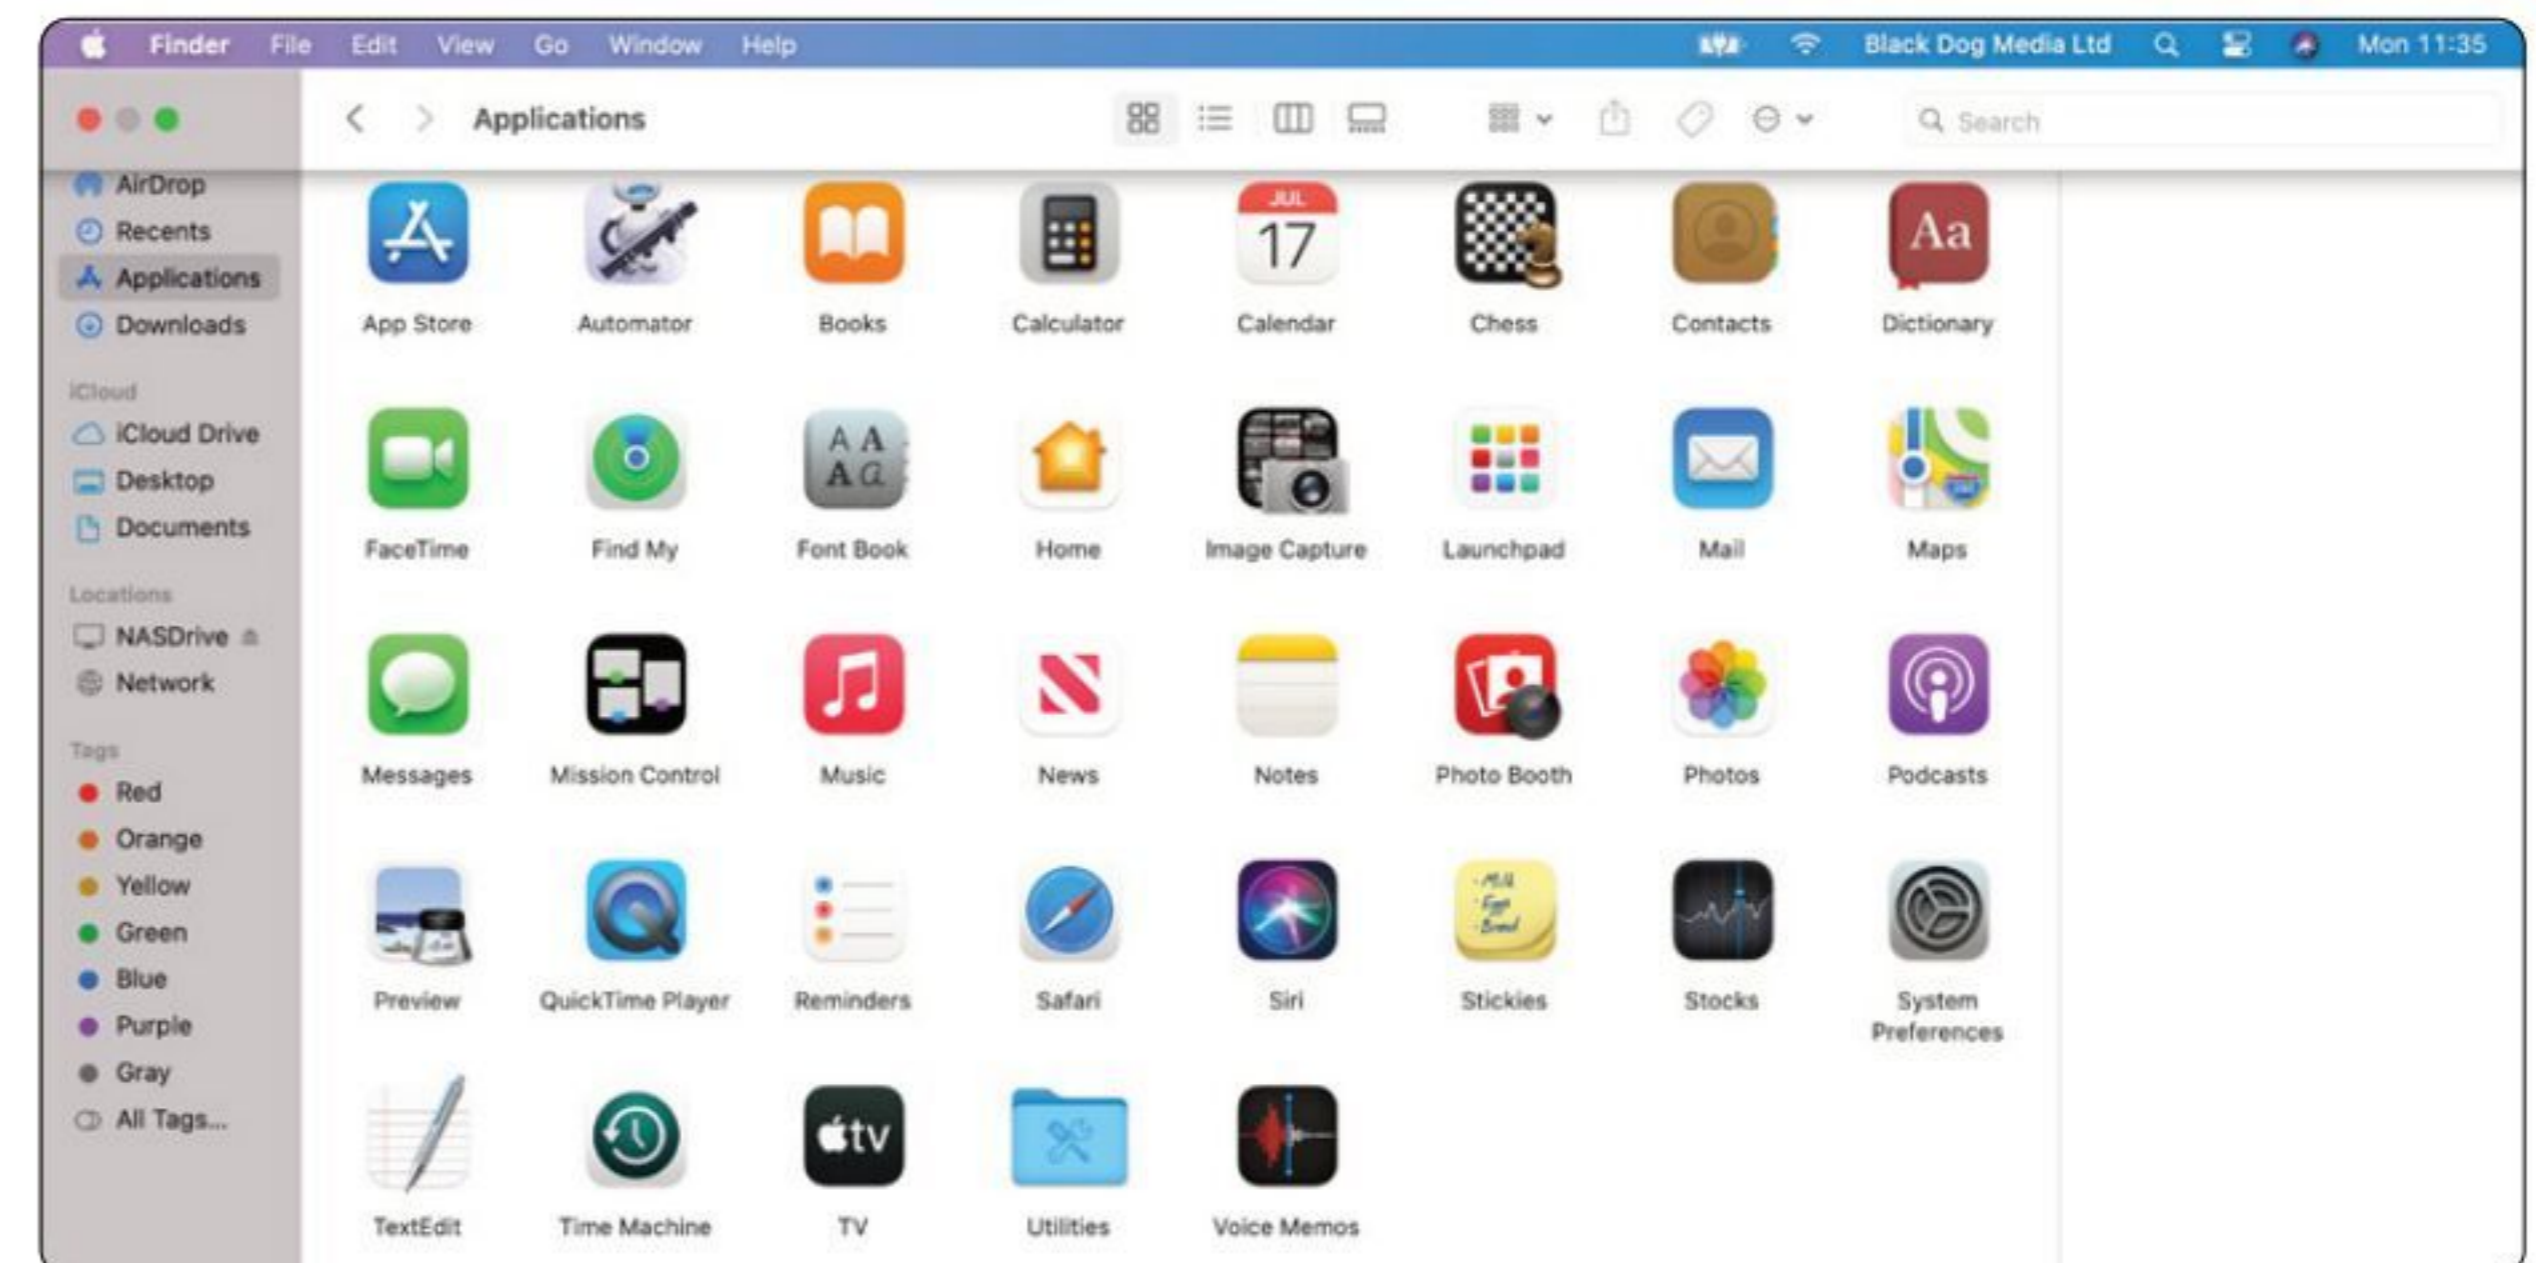 Finder File Edit View Go Window Help Black Dog Media Ltd Mon 11:35
Applications Search
AirDrop
Recents
Applications
Downloads
iCloud
iCloud Drive
Desktop
Documents
Locations
NASDrive
Network
Tags
Red
Orange
Yellow
Green
Blue
Purple
Gray
All Tags...
JUL
17
Aa
App Store Automator Books Calculator Calendar Chess Contacts Dictionary
A A
A a
FaceTime Find My Font Book Home Image Capture Launchpad Mail Maps
Messages Mission Control Music News Notes Photo Booth Photos Podcasts
- Milk
- Eggs
- Bread
Preview QuickTime Player Reminders Safari Siri Stickies Stocks System
Preferences
tv
TextEdit Time Machine TV Utilities Voice Memos